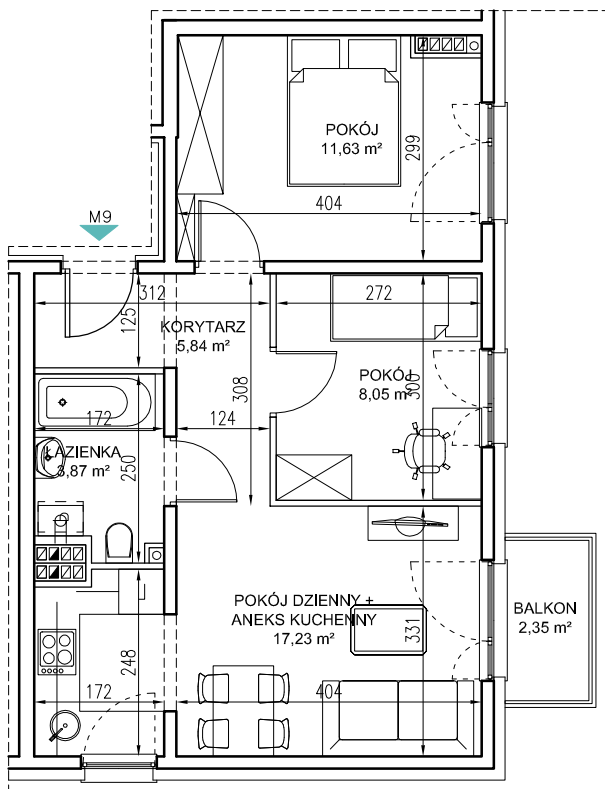 POKÓJ
11,63 m²
299
404
M9
312
272
125
KORYTARZ
5,84 m²
POKÓJ
8,05 m²
300
308
172
124
ŁAZIENKA
3,87 m²
250
POKÓJ DZIENNY +
ANEKS KUCHENNY
17,23 m²
331
BALKON
2,35 m²
248
172
404